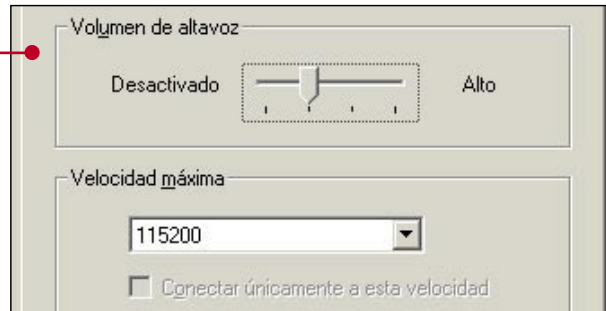 Volumen de altavoz
Desactivado Alto
Velocidad máxima
115200
Conectar únicamente a esta velocidad